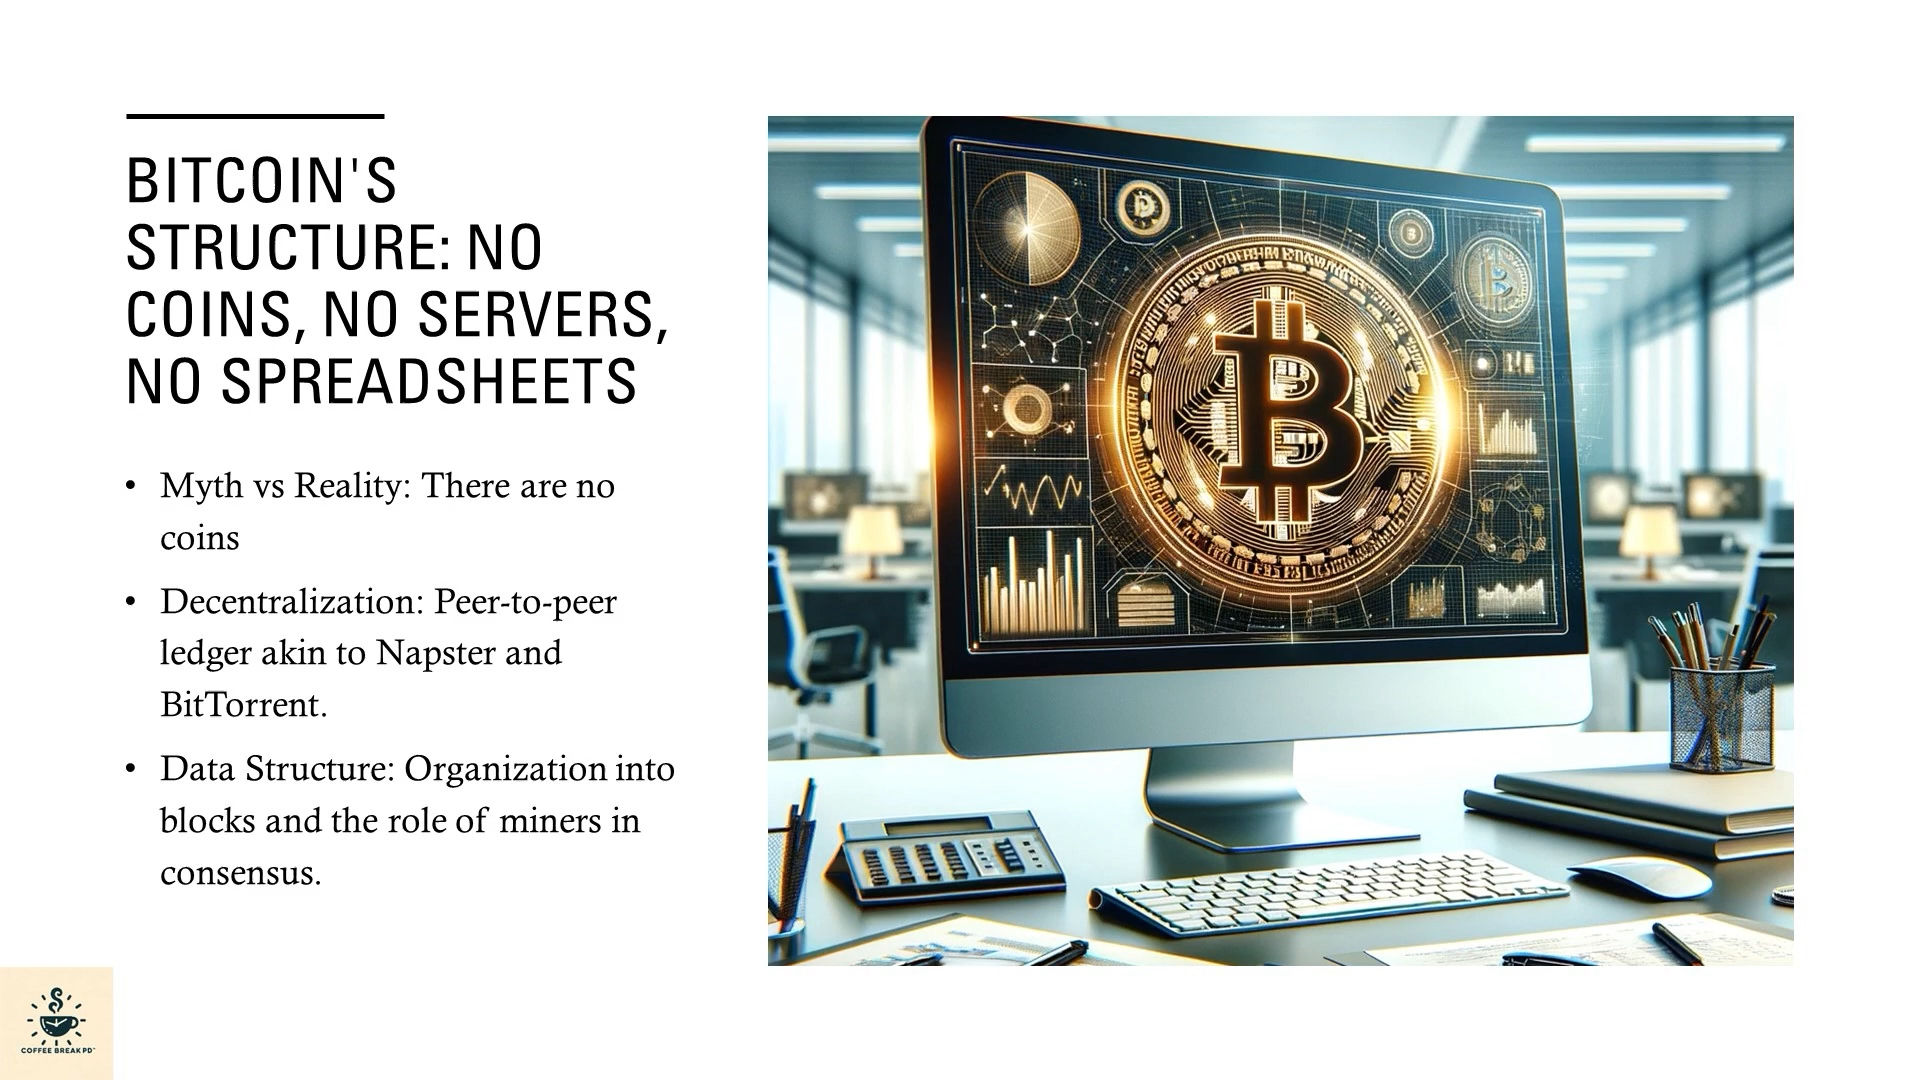 BITCOIN'S
STRUCTURE: NO
COINS, NO SERVERS,
NO SPREADSHEETS
• Myth vs Reality: There are no
coins
• Decentralization: Peer-to-peer
ledger akin to Napster and
BitTorrent.
• Data Structure: Organization into
blocks and the role of miners in
consensus.
COFFEE BREAK PD